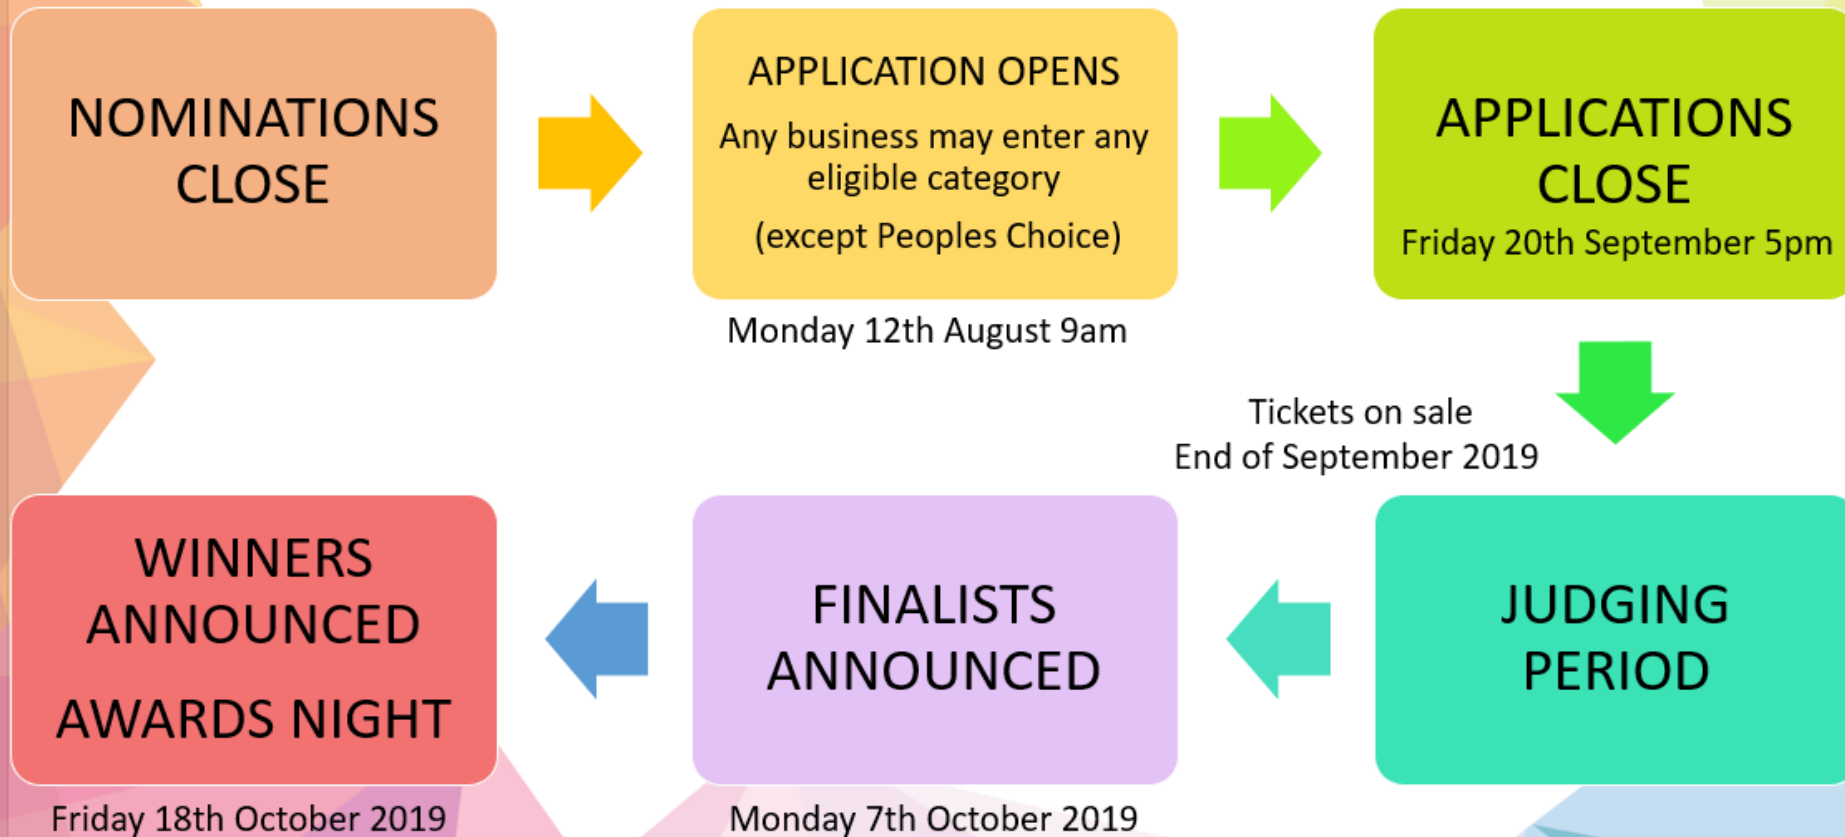 NOMINATIONS
CLOSE
APPLICATION OPENS
Any business may enter any
eligible category
(except Peoples Choice)
Monday 12th August 9am
APPLICATIONS
CLOSE
Friday 20th September 5pm
Tickets on sale
End of September 2019
JUDGING
PERIOD
FINALISTS
ANNOUNCED
Monday 7th October 2019
WINNERS
ANNOUNCED
AWARDS NIGHT
Friday 18th October 2019